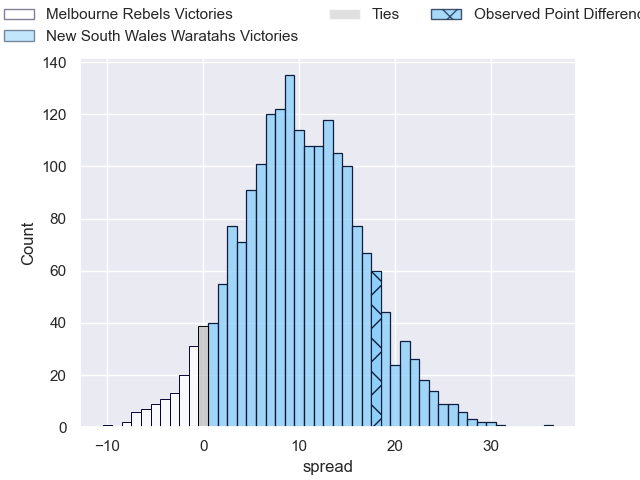 Melbourne Rebels Victories
Ties
Observed Point Differenc
New South Wales Waratahs Victories
140
120
100
80
60
40
20
0
Count
−10
0
10
20
30
spread